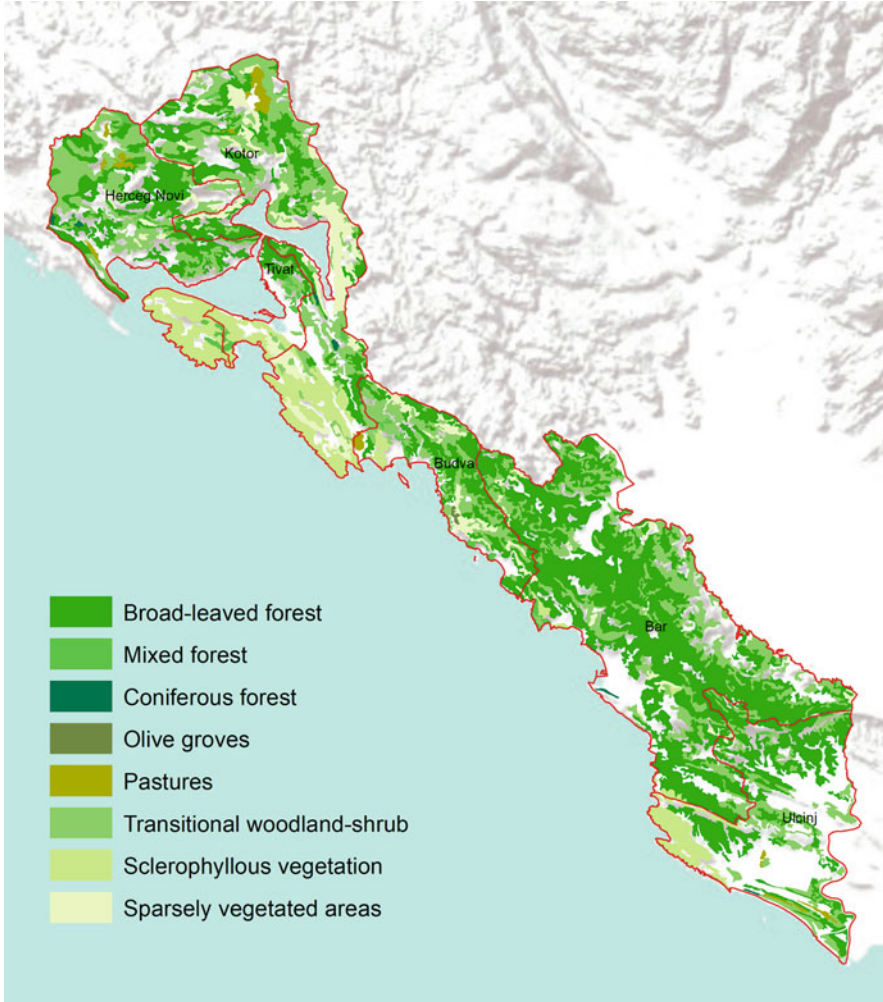 Kotor
Herceg Novi
Tivat
Budva
Bar
Ulcinj
Broad-leaved forest
Mixed forest
Coniferous forest
Olive groves
Pastures
Transitional woodland-shrub
Sclerophyllous vegetation
Sparsely vegetated areas